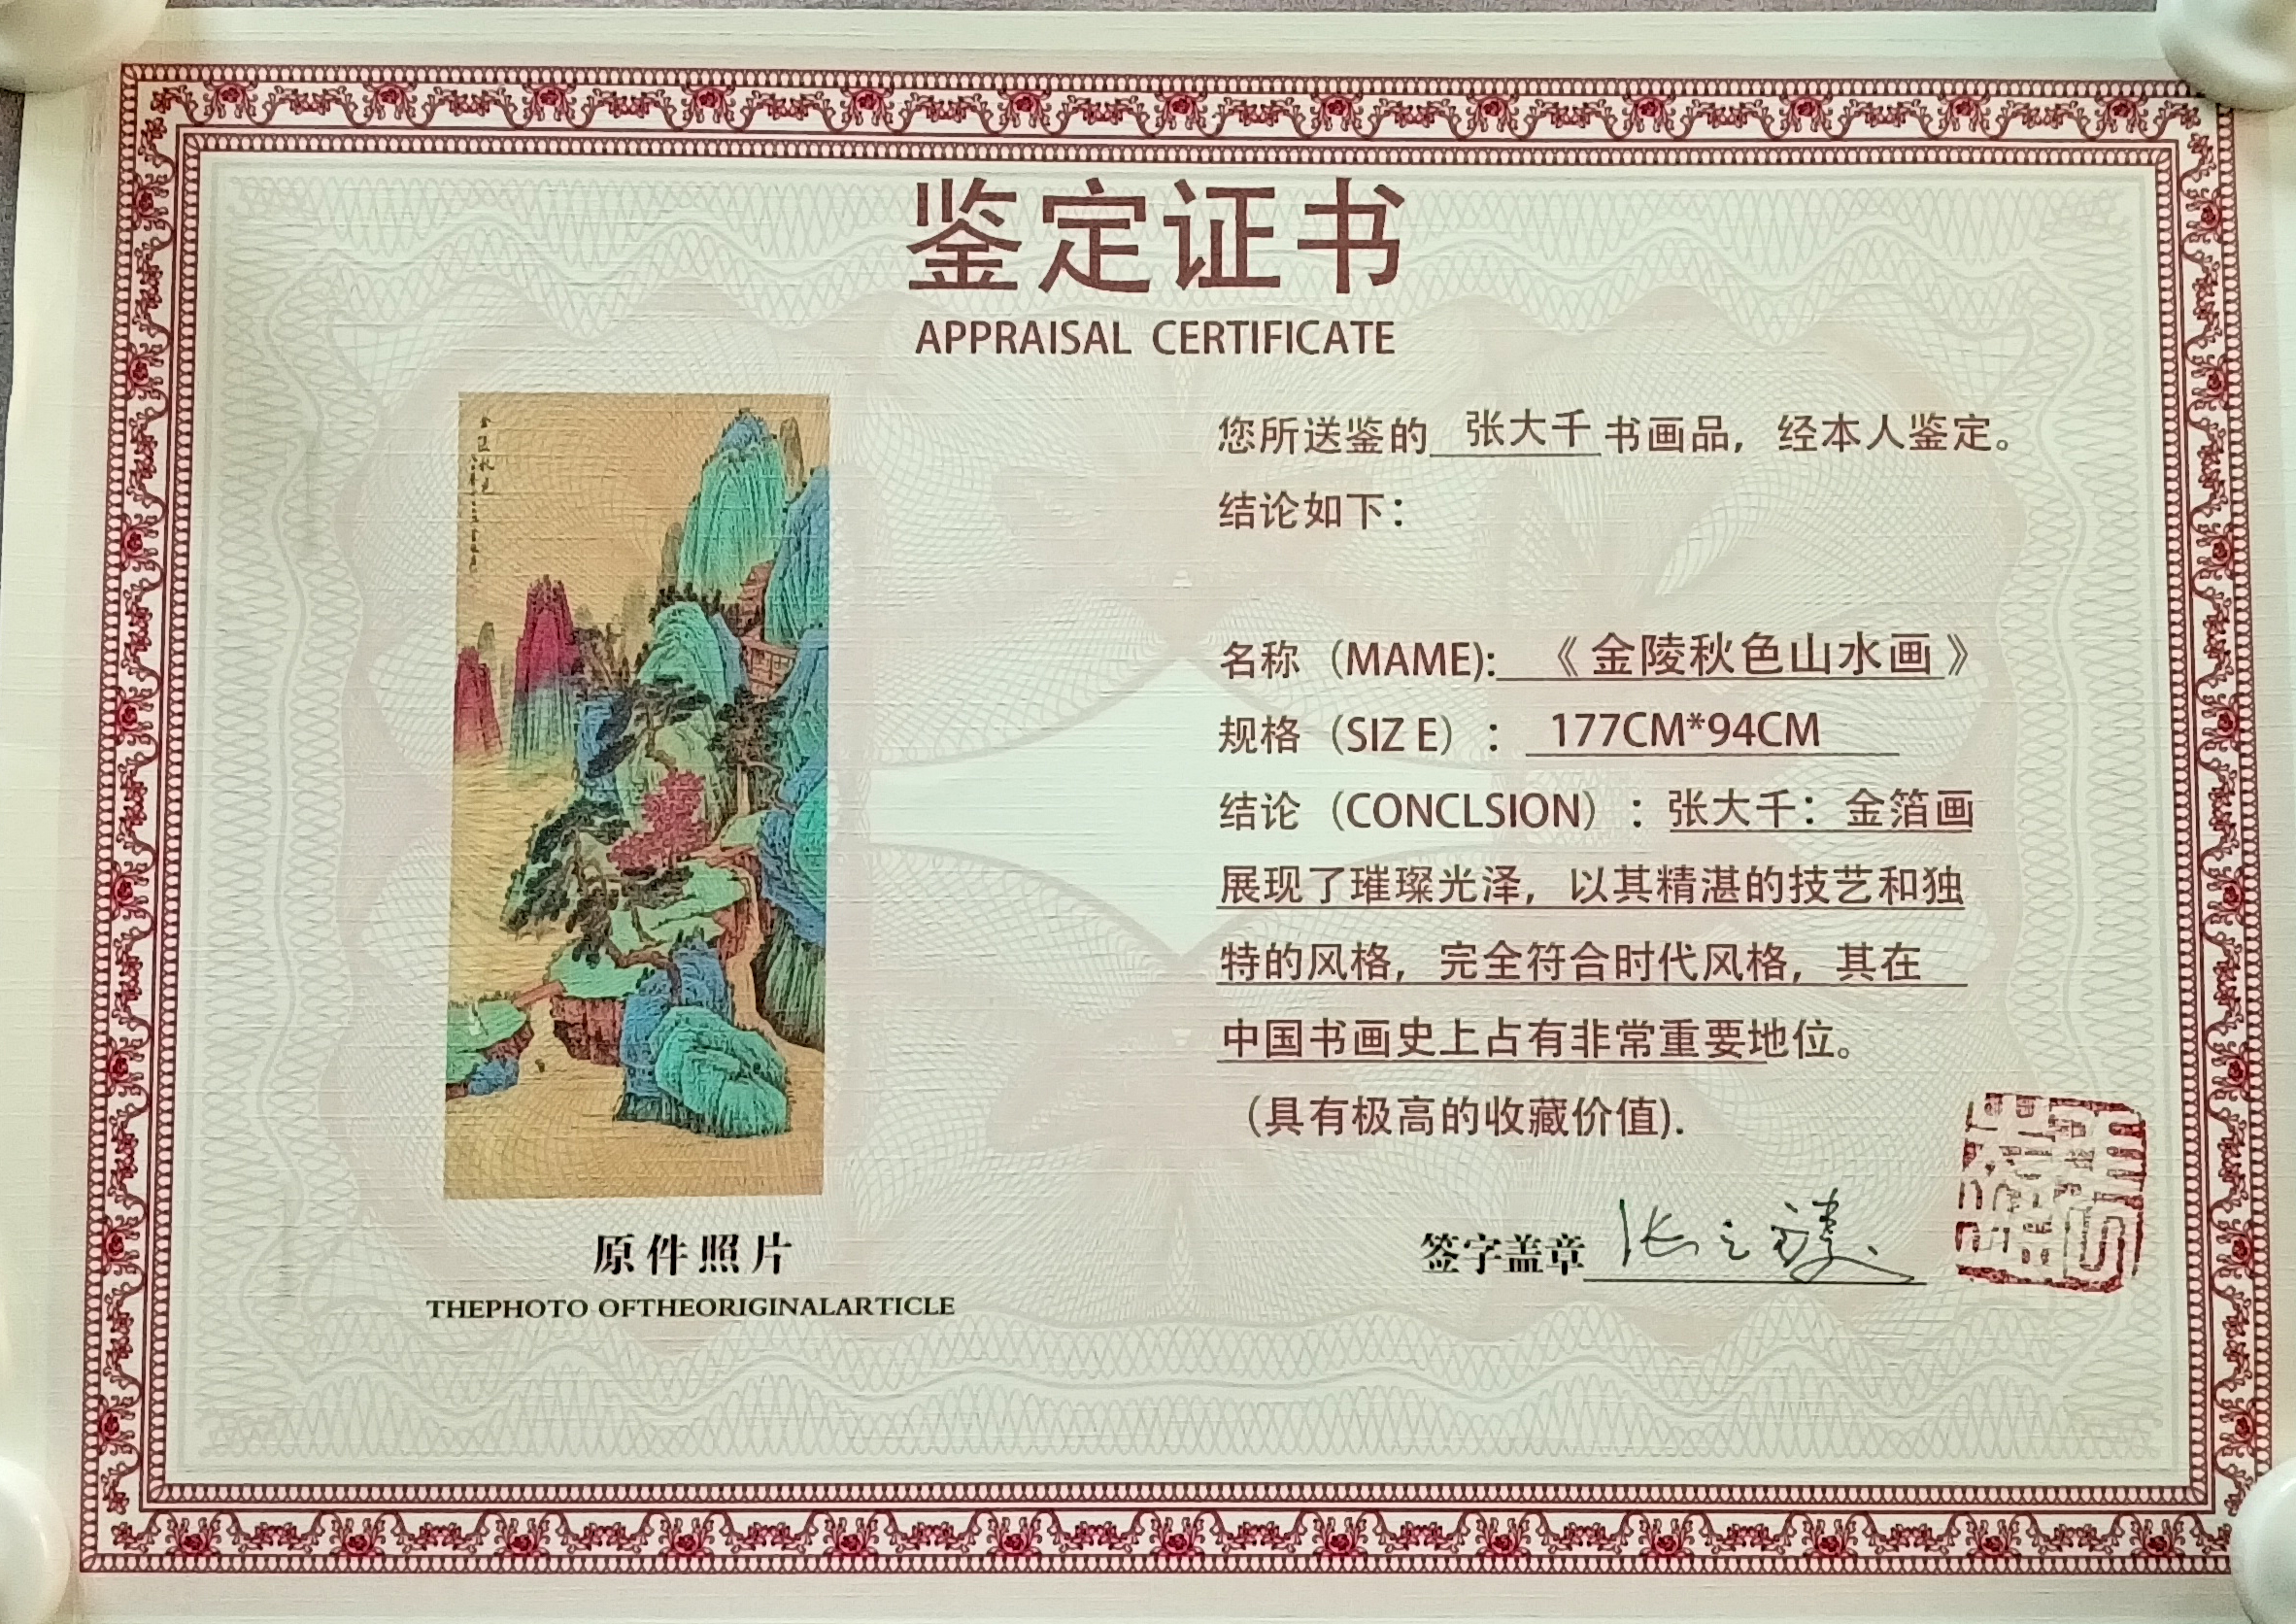 鉴定证书
APPRAISAL CERTIFICATE
您所送鉴的 张大千 书画品，经本人鉴定。
结论如下：
名称（MAME):《金陵秋色山水画》
规格（SIZ E）：177CM*94CM
结论（CONCLSION）：张大千：金箔画
展现了璀璨光泽，以其精湛的技艺和独
特的风格，完全符合时代风格，其在
中国书画史上占有非常重要地位。
（具有极高的收藏价值).
金陵秋色
原件照片
THEPHOTO OFTHEORIGINALARTICLE
签字盖章